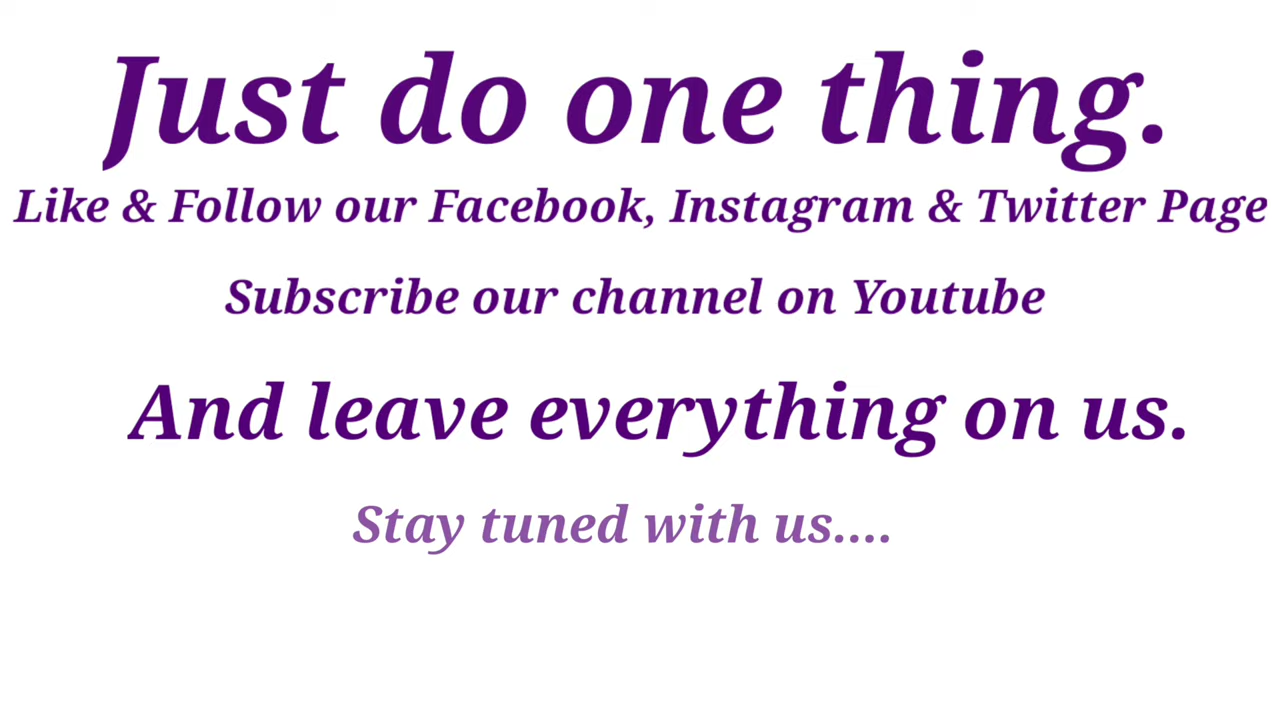 Just do one thing.
Like & Follow our Facebook, Instagram & Twitter Page
Subscribe our channel on Youtube
And leave everything on us.
Stay tuned with us....